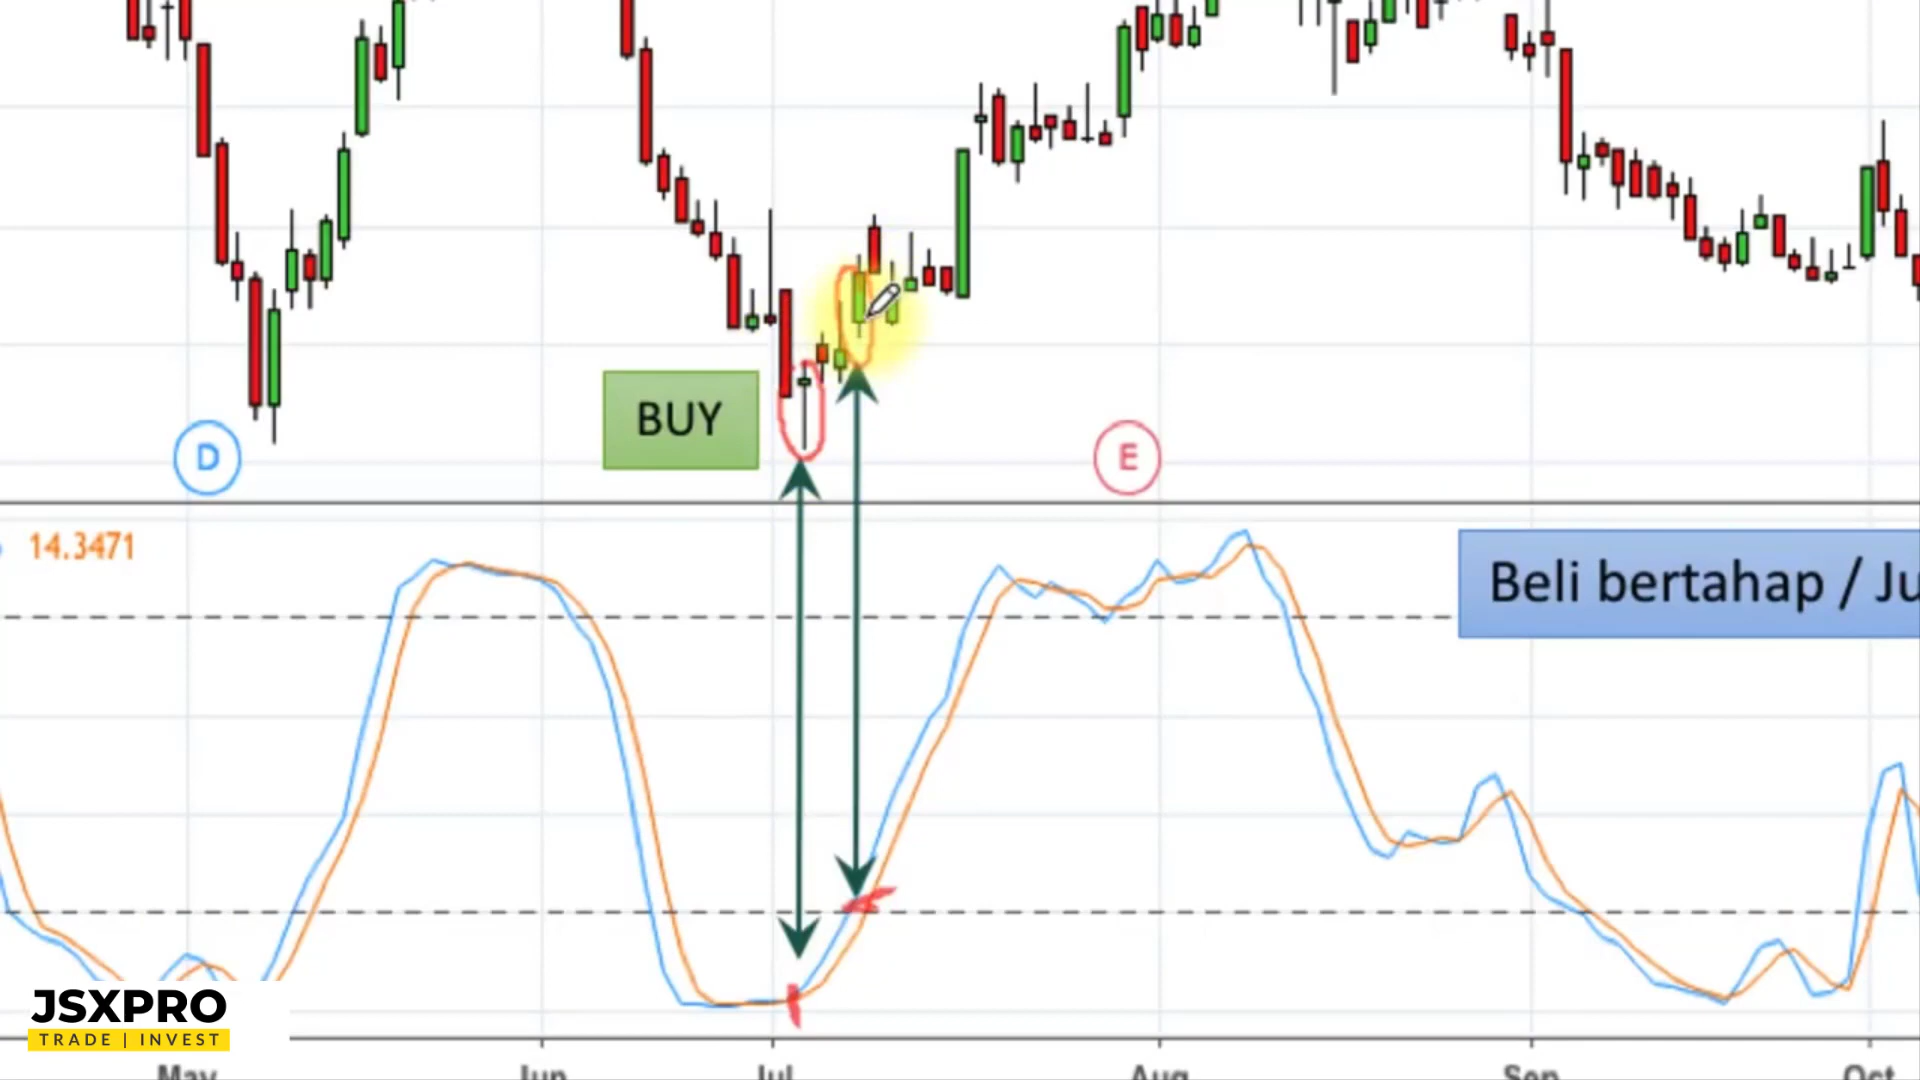 BUY
D
E
14.3471
Beli bertahap / Ju
JSXPRO
TRADE | INVEST
May
Jun
Jul
Aug
Sep
Oct